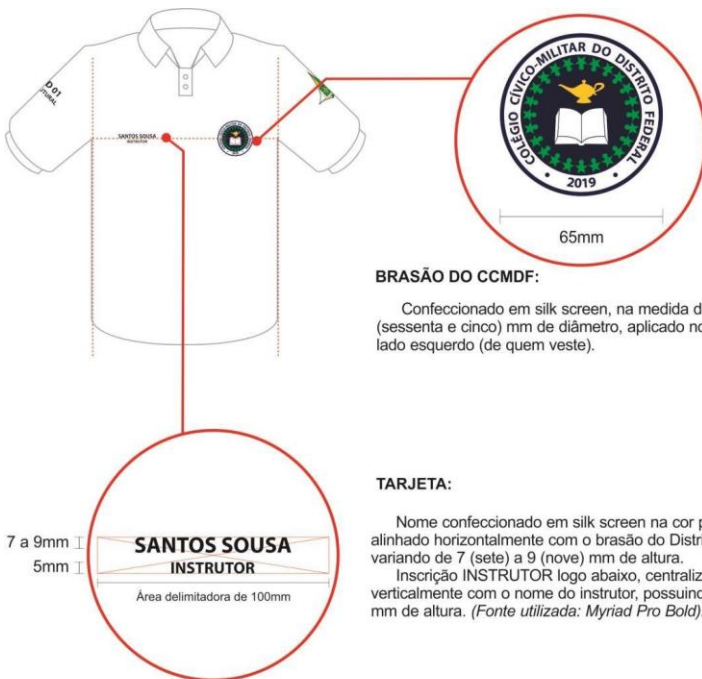 D 01
SANTOS SOUSA
INSTRUTOR
COLÉGIO CÍVICO-MILITAR DO DISTRITO FEDERAL
• 2019 •
65mm
BRASÃO DO CCMDF:
Confeccionado em silk screen, na medida d
(sessenta e cinco) mm de diâmetro, aplicado no
lado esquerdo (de quem veste).
TARJETA:
Nome confeccionado em silk screen na cor p
alinhado horizontalmente com o brasão do Distri
variando de 7 (sete) a 9 (nove) mm de altura.
Inscrição INSTRUTOR logo abaixo, centraliz
verticalmente com o nome do instrutor, possuind
mm de altura. (Fonte utilizada: Myriad Pro Bold)
7 a 9mm
5mm
SANTOS SOUSA
INSTRUTOR
Área delimitadora de 100mm